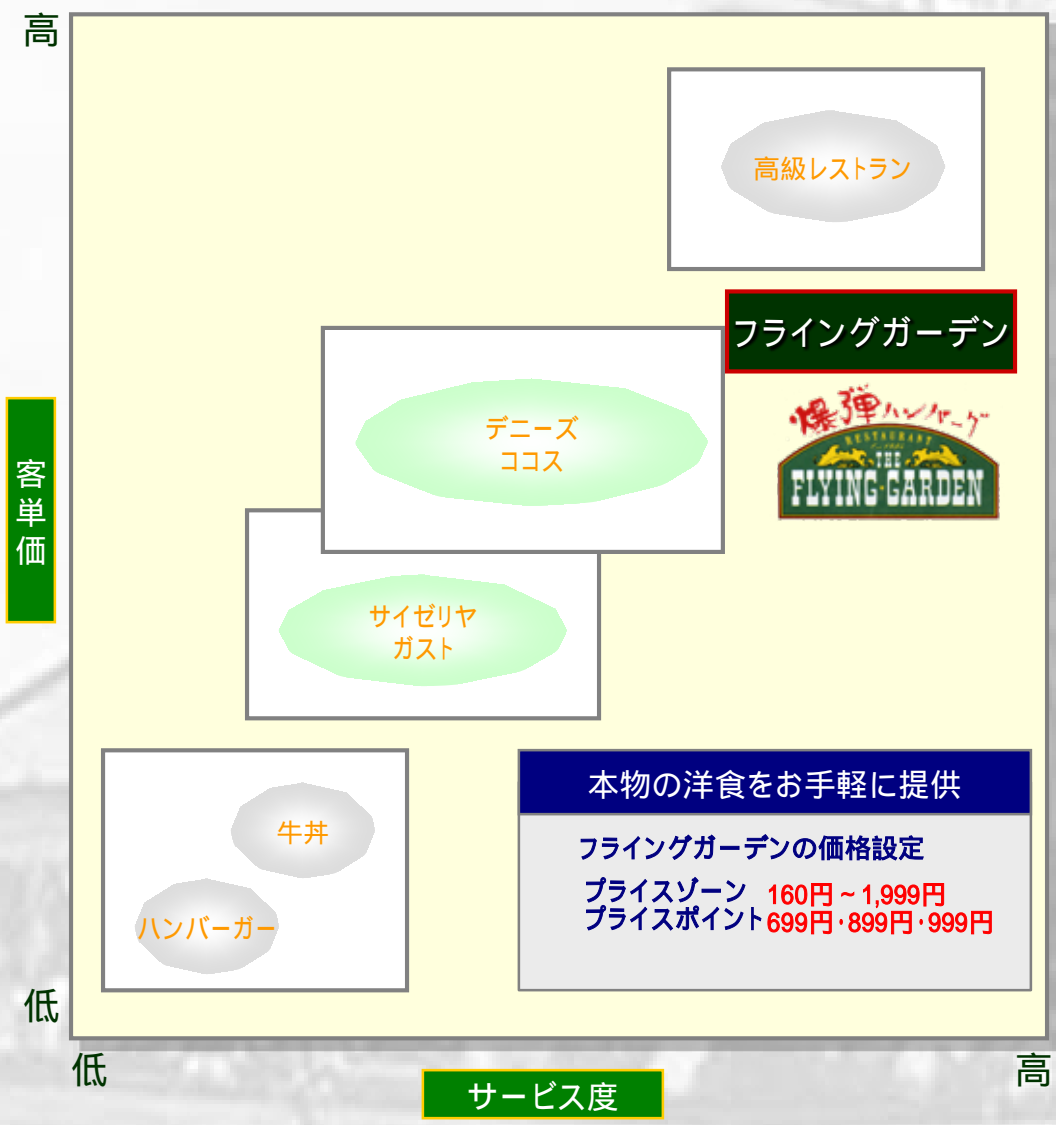 高
高級レストラン
フライングガーデン
爆弾ハンバーグ
RESTAURANT
THE
FLYING GARDEN
デニーズ
ココス
客単価
サイゼリヤ
ガスト
牛丼
ハンバーガー
本物の洋食をお手軽に提供
フライングガーデンの価格設定
プライスゾーン 160円~1,999円
プライスポイント 699円・899円・999円
低
低
高
サービス度